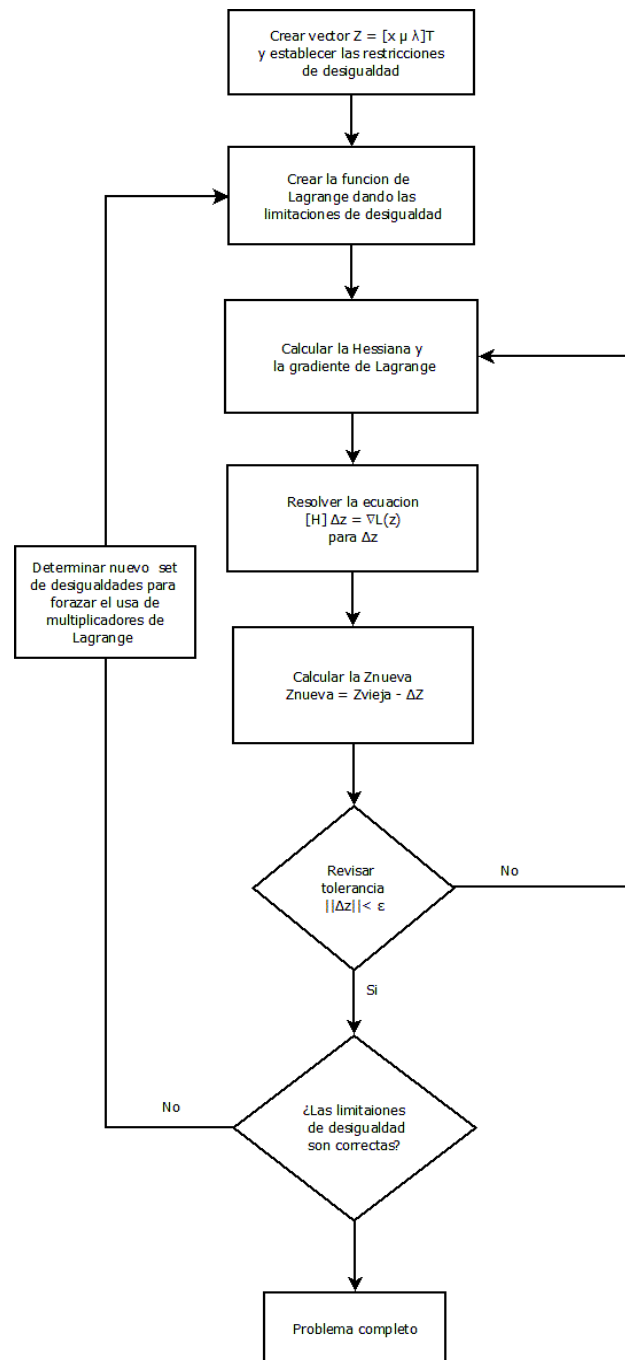 Crear vector Z = [x µ λ]T
y establecer las restricciones
de desigualdad
Crear la funcion de
Lagrange dando las
limitaciones de desigualdad
Calcular la Hessiana y
la gradiente de Lagrange
Resolver la ecuacion
[H] Δz = ∇L(z)
para Δz
Determinar nuevo set
de desigualdades para
forazar el usa de
multiplicadores de
Lagrange
Calcular la Znueva
Znueva = Zvieja - ΔZ
Revisar
tolerancia
||Δz||< ε
No
Si
¿Las limitaiones
de desigualdad
son correctas?
No
Problema completo